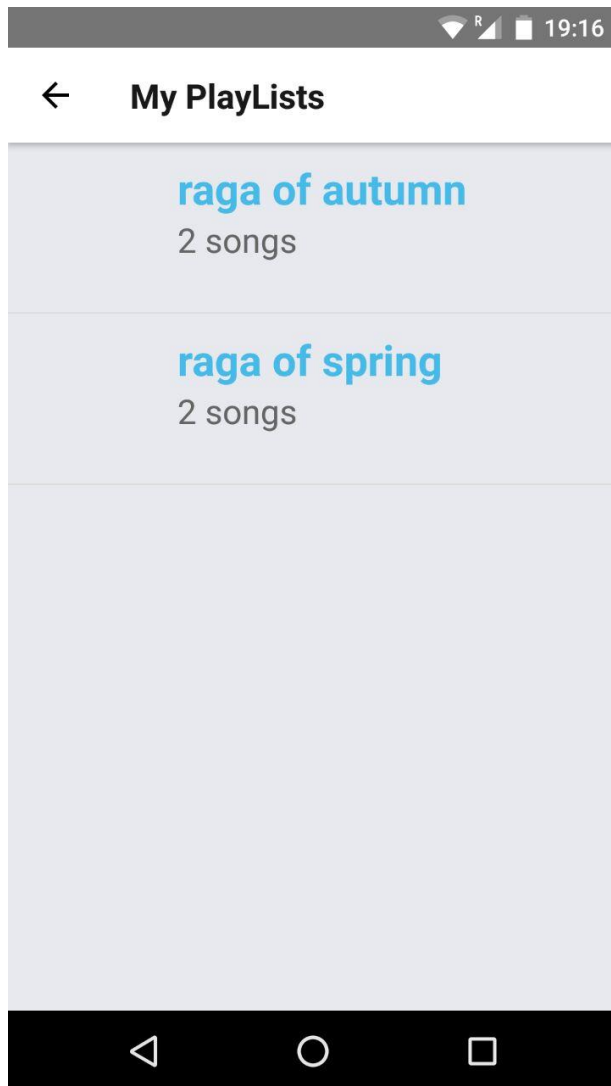 R 19:16
My PlayLists
raga of autumn
2 songs
raga of spring
2 songs